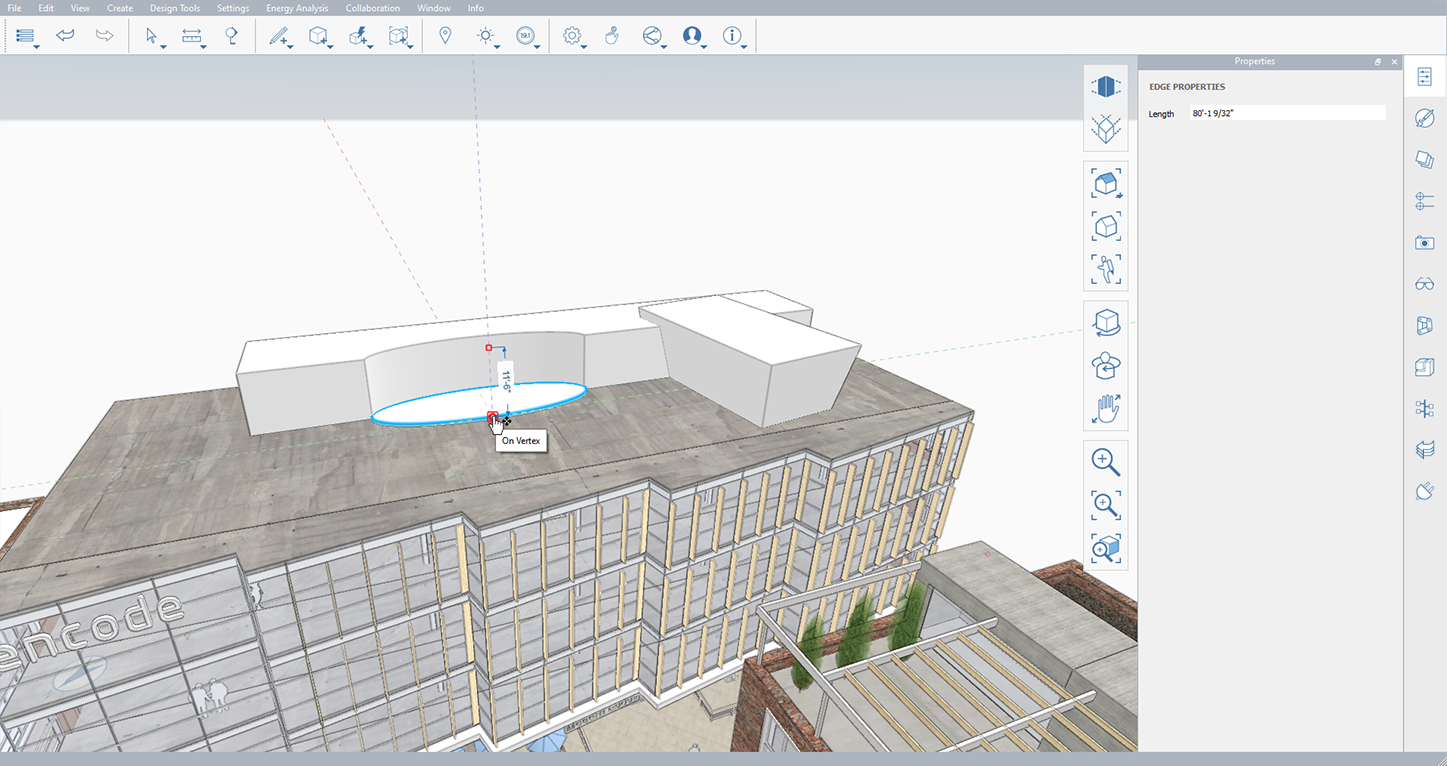 File Edit View Create Design Tools Settings Energy Analysis Collaboration Window Info
19.1
Properties
EDGE PROPERTIES
Length 80'-1 9/32"
11'-6"
On Vertex
encode